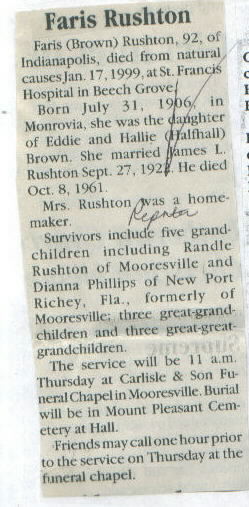 Faris Rushton
Faris (Brown) Rushton, 92, of
Indianapolis, died from natural
causes Jan. 17, 1999, at St. Francis
Hospital in Beech Grove.
Born July 31, 1906, in
Monrovia, she was the daughter
of Eddie and Hallie (Halfhall)
Brown. She married James L.
Rushton Sept. 27, He died
Oct. 8, 1961.
Mrs. Rushton was a home-
maker.
Survivors include five grand-
children including Randle
Rushton of Mooresville and
Dianna Phillips of New Port
Richey, Fla., formerly of
Mooresville; three great-grand-
children and three great-great-
grandchildren.
The service will be 11 a.m.
Thursday at Carlisle & Son Fu-
neral Chapel in Mooresville. Burial
will be in Mount Pleasant Cem-
etery at Hall.
Friends may call one hour prior
to the service on Thursday at the
funeral chapel.